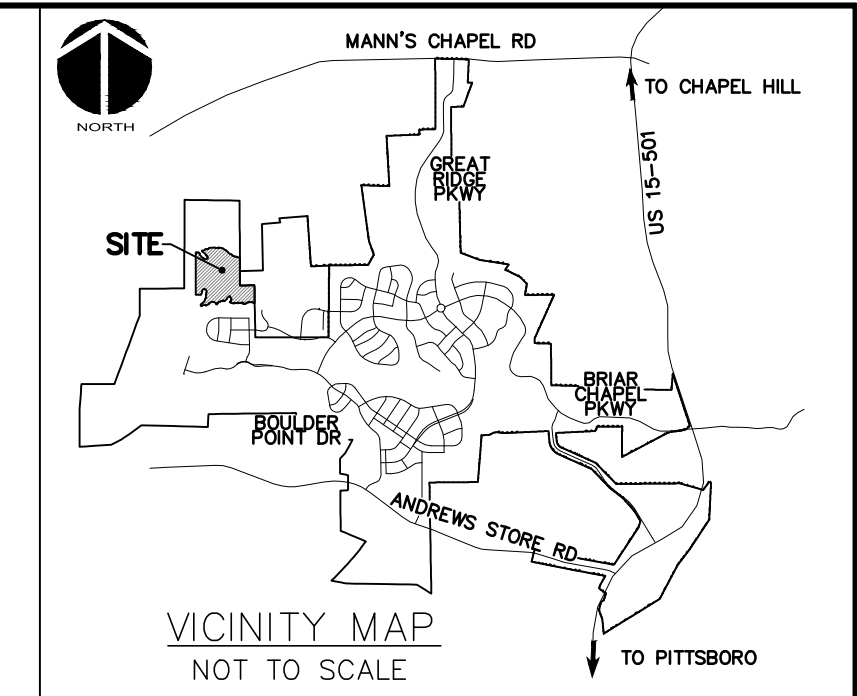 MANN'S CHAPEL RD
NORTH
TO CHAPEL HILL
US 15-501
GREAT
RIDGE
PKWY
SITE
BRIAR
CHAPEL
PKWY
BOULDER
POINT DR
ANDREWS STORE RD
VICINITY MAP
NOT TO SCALE
TO PITTSBORO